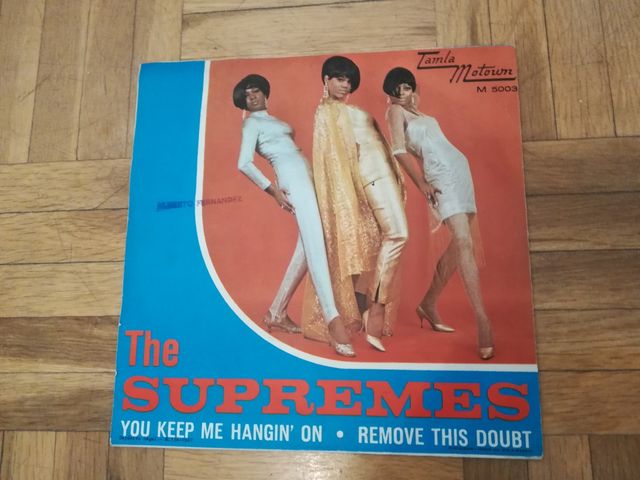 Tamla
Motown
M 5003
FERNANDEZ
The
SUPREMES
YOU KEEP ME HANGIN' ON • REMOVE THIS DOUBT